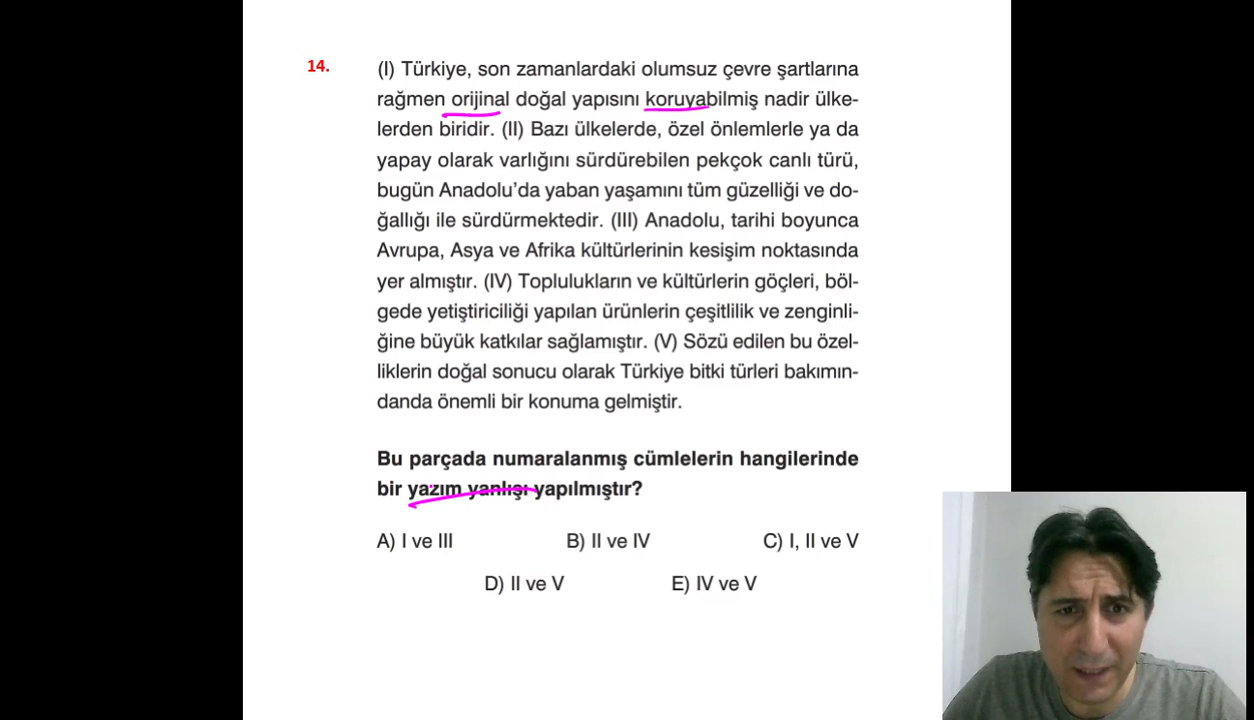 14.
(I) Türkiye, son zamanlardaki olumsuz çevre şartlarına
rağmen orijinal doğal yapısını koruyabilmiş nadir ülke-
lerden biridir. (II) Bazı ülkelerde, özel önlemlerle ya da
yapay olarak varlığını sürdürebilen pekçok canlı türü,
bugün Anadolu'da yaban yaşamını tüm güzelliği ve do-
ğallığı ile sürdürmektedir. (III) Anadolu, tarihi boyunca
Avrupa, Asya ve Afrika kültürlerinin kesişim noktasında
yer almıştır. (IV) Toplulukların ve kültürlerin göçleri, böl-
gede yetiştiriciliği yapılan ürünlerin çeşitlilik ve zenginli-
ğine büyük katkılar sağlamıştır. (V) Sözü edilen bu özel-
liklerin doğal sonucu olarak Türkiye bitki türleri bakımın-
danda önemli bir konuma gelmiştir.
Bu parçada numaralanmış cümlelerin hangilerinde
bir yazım yanlışı yapılmıştır?
A) I ve III B) II ve IV C) I, II ve V
D) II ve V E) IV ve V